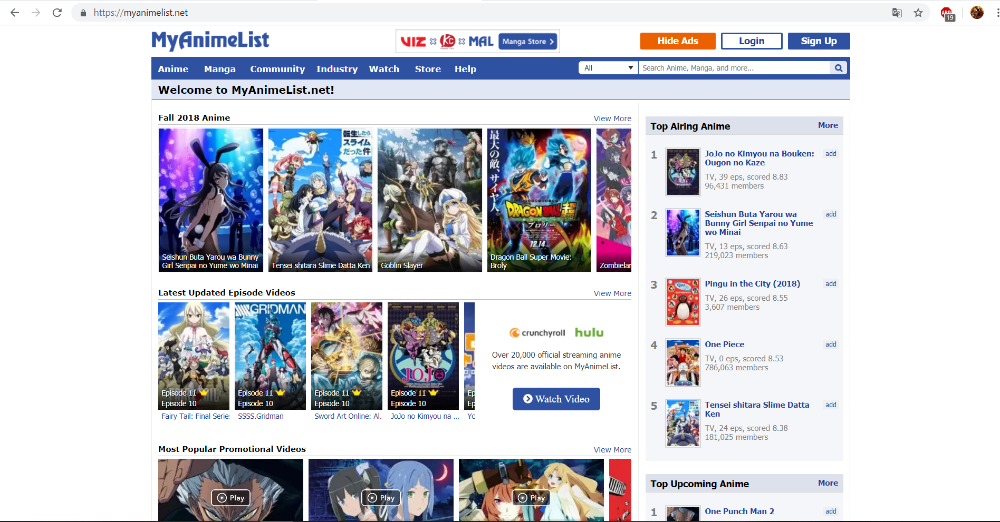 https://myanimelist.net
ABP
19
MyAnimeList
VIZ KC MAL Manga Store
Hide Ads
Login
Sign Up
Anime Manga Community Industry Watch Store Help
All
Search Anime, Manga, and more...
Welcome to MyAnimeList.net!
Fall 2018 Anime
View More
転生したら
スライム
だった件
最大の敵、サイヤ人。
DRAGON BALL 超
SUPER
ブロリー
12.14
Seishun Buta Yarou wa Bunny
Girl Senpai no Yume wo Minai
Tensei shitara Slime Datta Ken
Goblin Slayer
Dragon Ball Super Movie:
Broly
Zombielan
Latest Updated Episode Videos
View More
GRIDMAN
JOJO
Episode 11
Episode 10
Fairy Tail: Final Serie
Episode 11
Episode 10
SSSS.Gridman
Episode 11
Episode 10
Sword Art Online: Al.
Episode 11
Episode 10
JoJo no Kimyou na ...
Ep
Ep
Yo
crunchyroll hulu
Over 20,000 official streaming anime
videos are available on MyAnimeList.
Watch Video
Most Popular Promotional Videos
View More
Play
Play
Play
Top Airing Anime
More
1
JoJo no Kimyou na Bouken:
Ougon no Kaze
add
TV, 39 eps, scored 8.83
96,431 members
2
Seishun Buta Yarou wa
Bunny Girl Senpai no Yume
wo Minai
add
TV, 13 eps, scored 8.63
219,023 members
3
Pingu in the City (2018)
add
TV, 26 eps, scored 8.55
3,607 members
4
One Piece
add
TV, 0 eps, scored 8.53
786,063 members
5
Tensei shitara Slime Datta
Ken
add
TV, 24 eps, scored 8.38
181,025 members
Top Upcoming Anime
More
1
One Punch Man 2
add